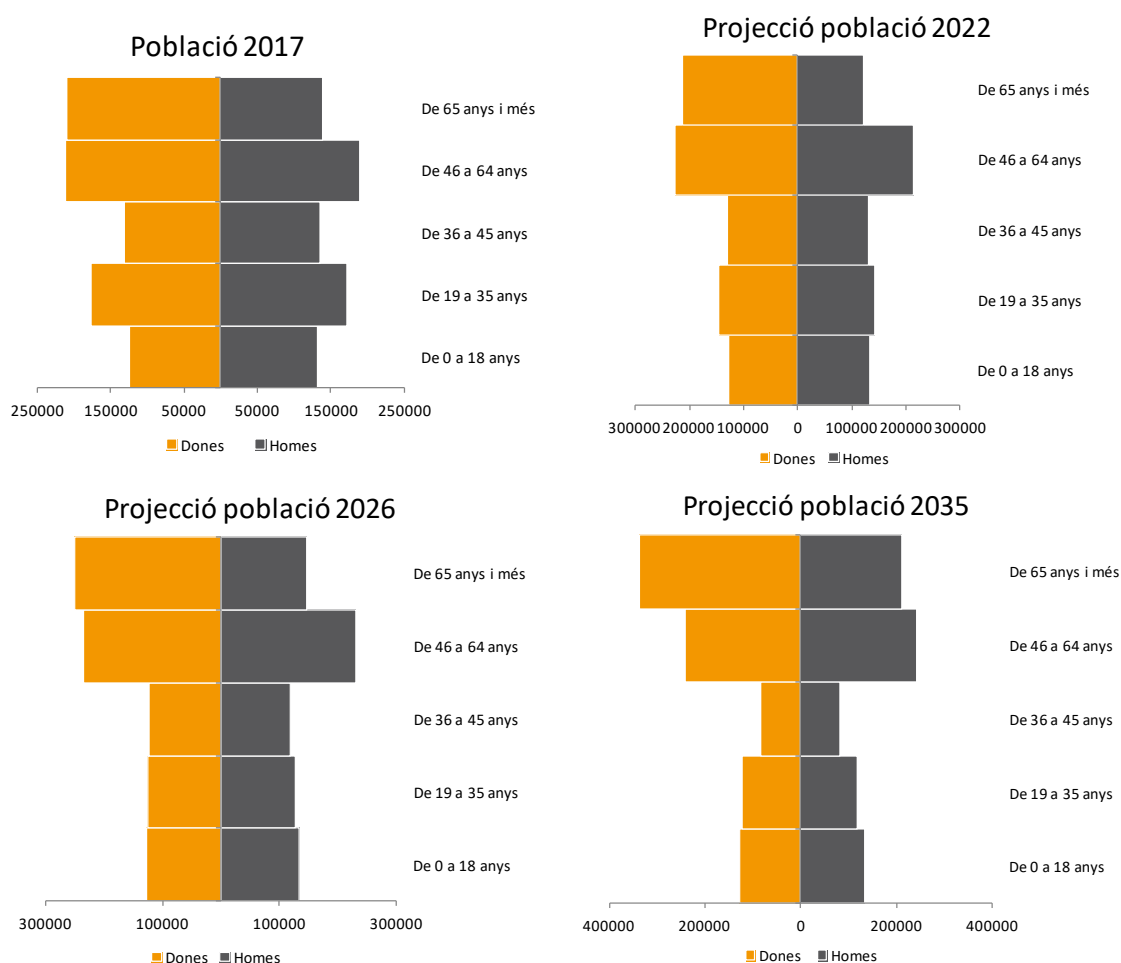 Població 2017
De 65 anys i més
De 46 a 64 anys
De 36 a 45 anys
De 19 a 35 anys
De 0 a 18 anys
250000 150000 50000 50000 150000 250000
Dones Homes
Projecció població 2022
De 65 anys i més
De 46 a 64 anys
De 36 a 45 anys
De 19 a 35 anys
De 0 a 18 anys
300000 200000 100000 0 100000 200000 300000
Dones Homes
Projecció població 2026
De 65 anys i més
De 46 a 64 anys
De 36 a 45 anys
De 19 a 35 anys
De 0 a 18 anys
300000 100000 100000 300000
Dones Homes
Projecció població 2035
De 65 anys i més
De 46 a 64 anys
De 36 a 45 anys
De 19 a 35 anys
De 0 a 18 anys
400000 200000 0 200000 400000
Dones Homes